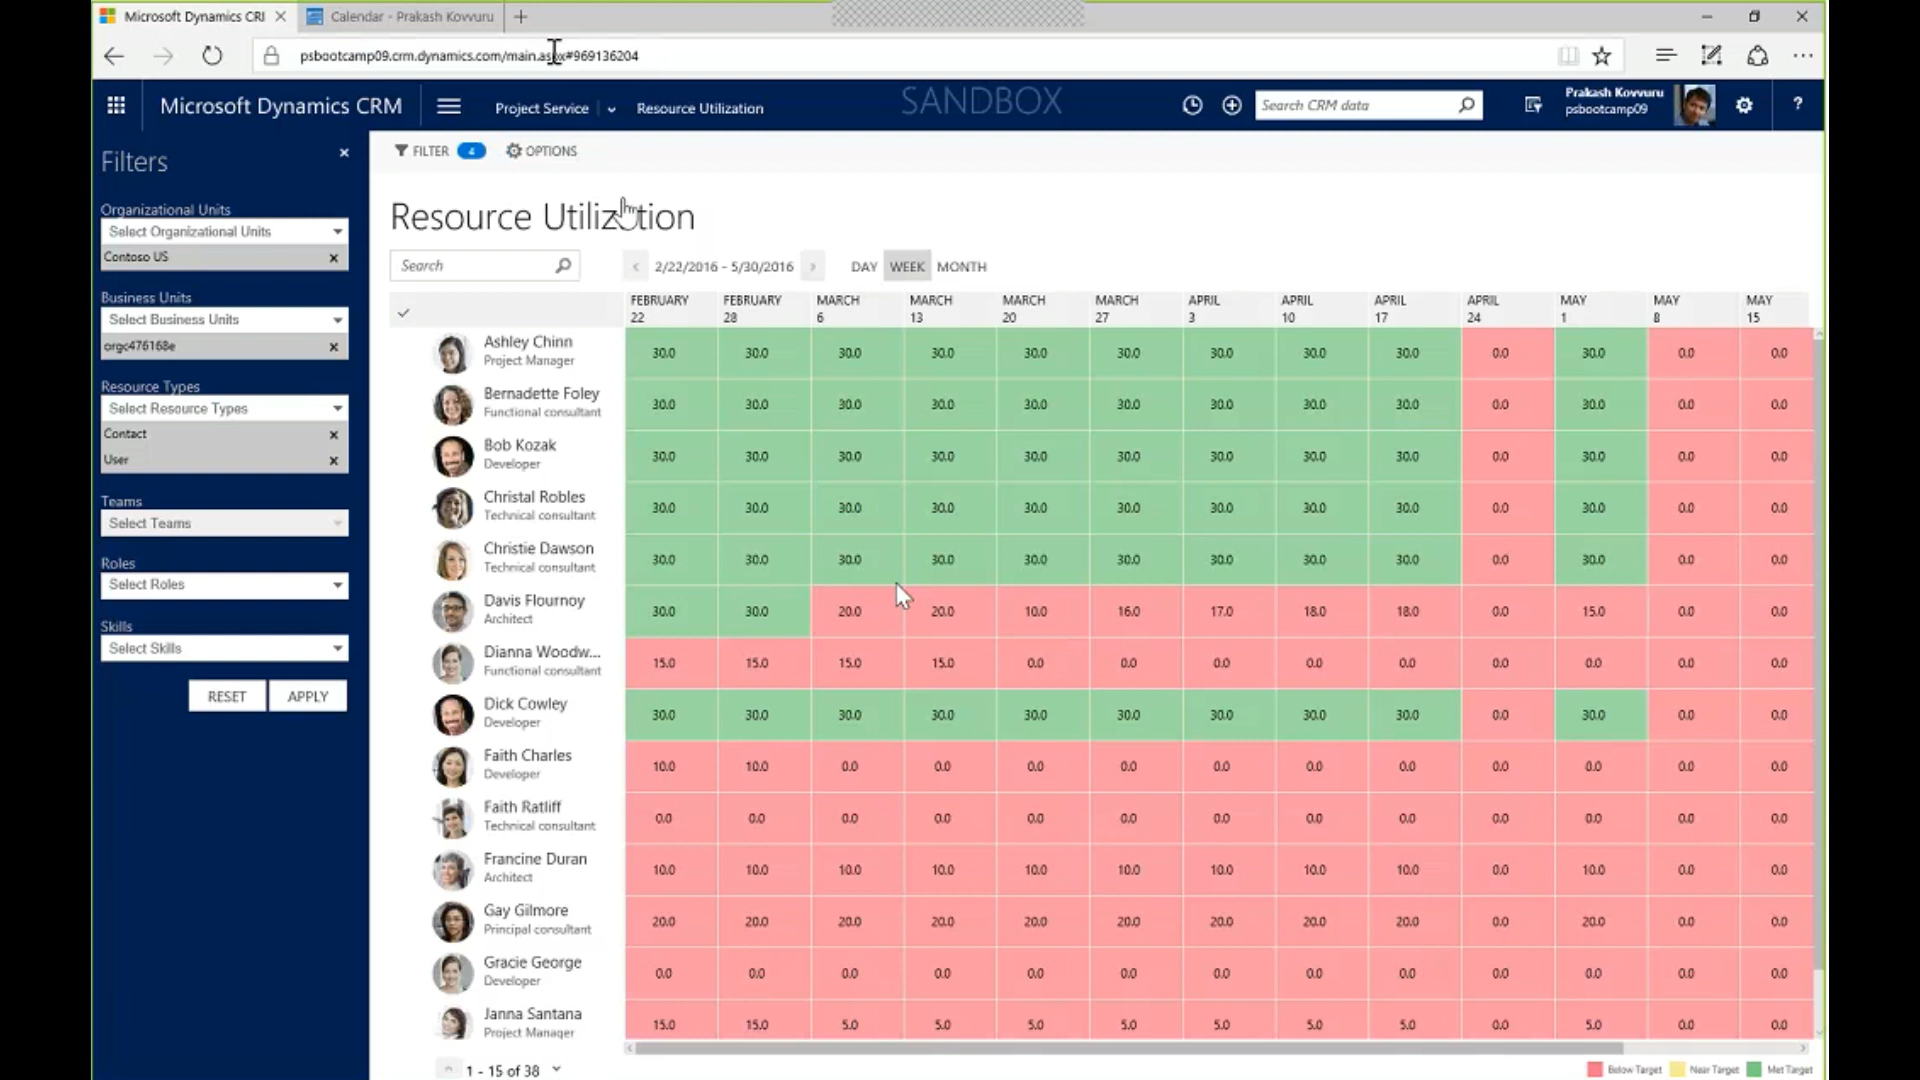 Microsoft Dynamics CRI
Calendar - Prakash Kovvuru
psbootcamp09.crm.dynamics.com/main.aspx#969136204
Microsoft Dynamics CRM
Project Service
Resource Utilization
SANDBOX
Search CRM data
Prakash Kovvuru
psbootcamp09
?
Filters
Organizational Units
Select Organizational Units
Contoso US
Business Units
Select Business Units
orgc476168e
Resource Types
Select Resource Types
Contact
User
Teams
Select Teams
Roles
Select Roles
Skills
Select Skills
RESET APPLY
FILTER 4 OPTIONS
Resource Utilization
Search
2/22/2016 - 5/30/2016
DAY WEEK MONTH
FEBRUARY 22 FEBRUARY 28 MARCH 6 MARCH 13 MARCH 20 MARCH 27 APRIL 3 APRIL 10 APRIL 17 APRIL 24 MAY 1 MAY 8 MAY 15
Ashley Chinn
Project Manager
30.0 30.0 30.0 30.0 30.0 30.0 30.0 30.0 30.0 0.0 30.0 0.0 0.0
Bernadette Foley
Functional consultant
30.0 30.0 30.0 30.0 30.0 30.0 30.0 30.0 30.0 0.0 30.0 0.0 0.0
Bob Kozak
Developer
30.0 30.0 30.0 30.0 30.0 30.0 30.0 30.0 30.0 0.0 30.0 0.0 0.0
Christal Robles
Technical consultant
30.0 30.0 30.0 30.0 30.0 30.0 30.0 30.0 30.0 0.0 30.0 0.0 0.0
Christie Dawson
Technical consultant
30.0 30.0 30.0 30.0 30.0 30.0 30.0 30.0 30.0 0.0 30.0 0.0 0.0
Davis Flournoy
Architect
30.0 30.0 20.0 20.0 10.0 16.0 17.0 18.0 18.0 0.0 15.0 0.0 0.0
Dianna Woodw...
Functional consultant
15.0 15.0 15.0 15.0 0.0 0.0 0.0 0.0 0.0 0.0 0.0 0.0 0.0
Dick Cowley
Developer
30.0 30.0 30.0 30.0 30.0 30.0 30.0 30.0 30.0 0.0 30.0 0.0 0.0
Faith Charles
Developer
10.0 10.0 0.0 0.0 0.0 0.0 0.0 0.0 0.0 0.0 0.0 0.0 0.0
Faith Ratliff
Technical consultant
0.0 0.0 0.0 0.0 0.0 0.0 0.0 0.0 0.0 0.0 0.0 0.0 0.0
Francine Duran
Architect
10.0 10.0 10.0 10.0 10.0 10.0 10.0 10.0 10.0 0.0 10.0 0.0 0.0
Gay Gilmore
Principal consultant
20.0 20.0 20.0 20.0 20.0 20.0 20.0 20.0 20.0 0.0 20.0 0.0 0.0
Gracie George
Developer
0.0 0.0 0.0 0.0 0.0 0.0 0.0 0.0 0.0 0.0 0.0 0.0 0.0
Janna Santana
Project Manager
15.0 15.0 5.0 5.0 5.0 5.0 5.0 5.0 5.0 0.0 5.0 0.0 0.0
1 - 15 of 38
Below Target Near Target Met Target